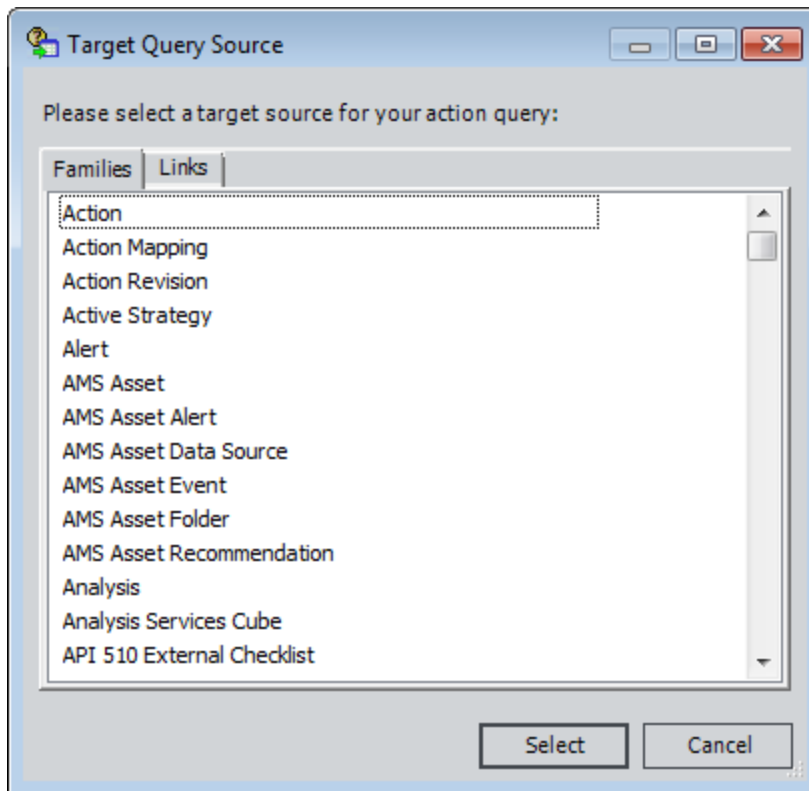 Target Query Source
Please select a target source for your action query:
Families Links
Action
Action Mapping
Action Revision
Active Strategy
Alert
AMS Asset
AMS Asset Alert
AMS Asset Data Source
AMS Asset Event
AMS Asset Folder
AMS Asset Recommendation
Analysis
Analysis Services Cube
API 510 External Checklist
Select Cancel